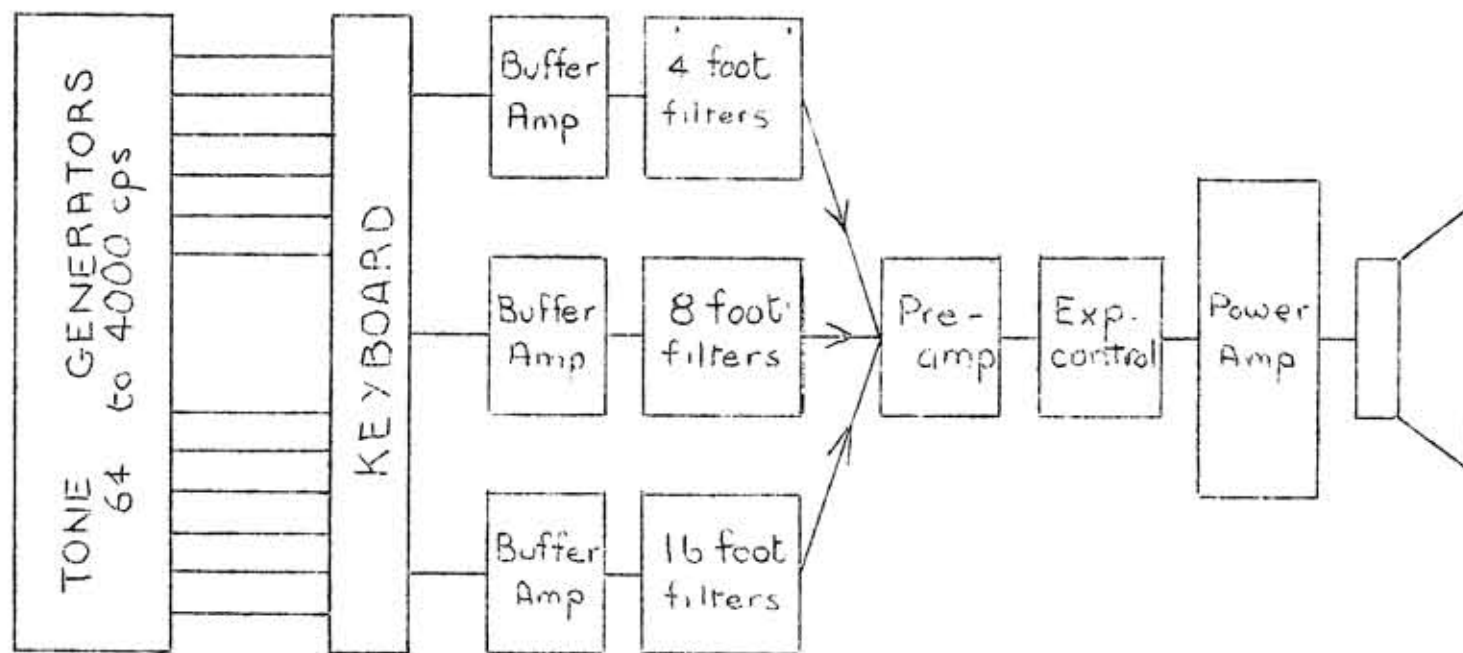 TONE GENERATORS
64 to 4000 cps
KEYBOARD
Buffer
Amp
4 foot
filters
Buffer
Amp
8 foot
filters
Buffer
Amp
16 foot
filters
Pre-
amp
Exp.
control
Power
Amp